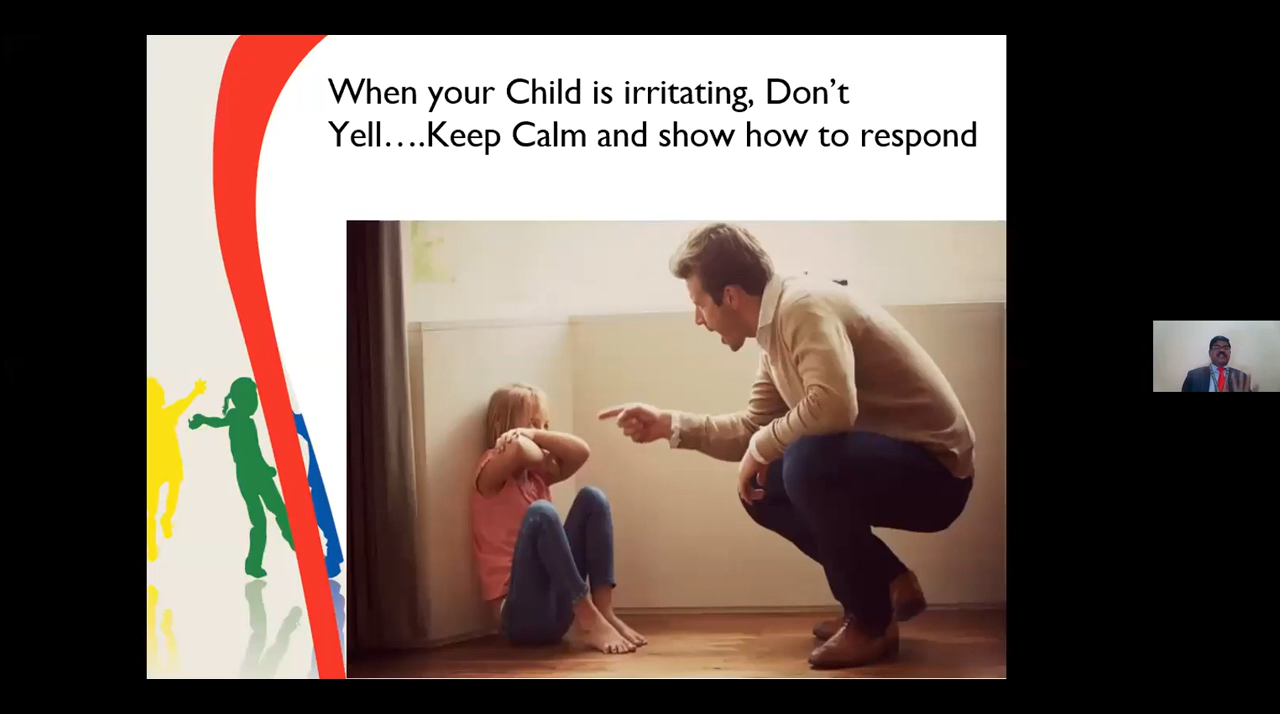 When your Child is irritating, Don’t
Yell….Keep Calm and show how to respond